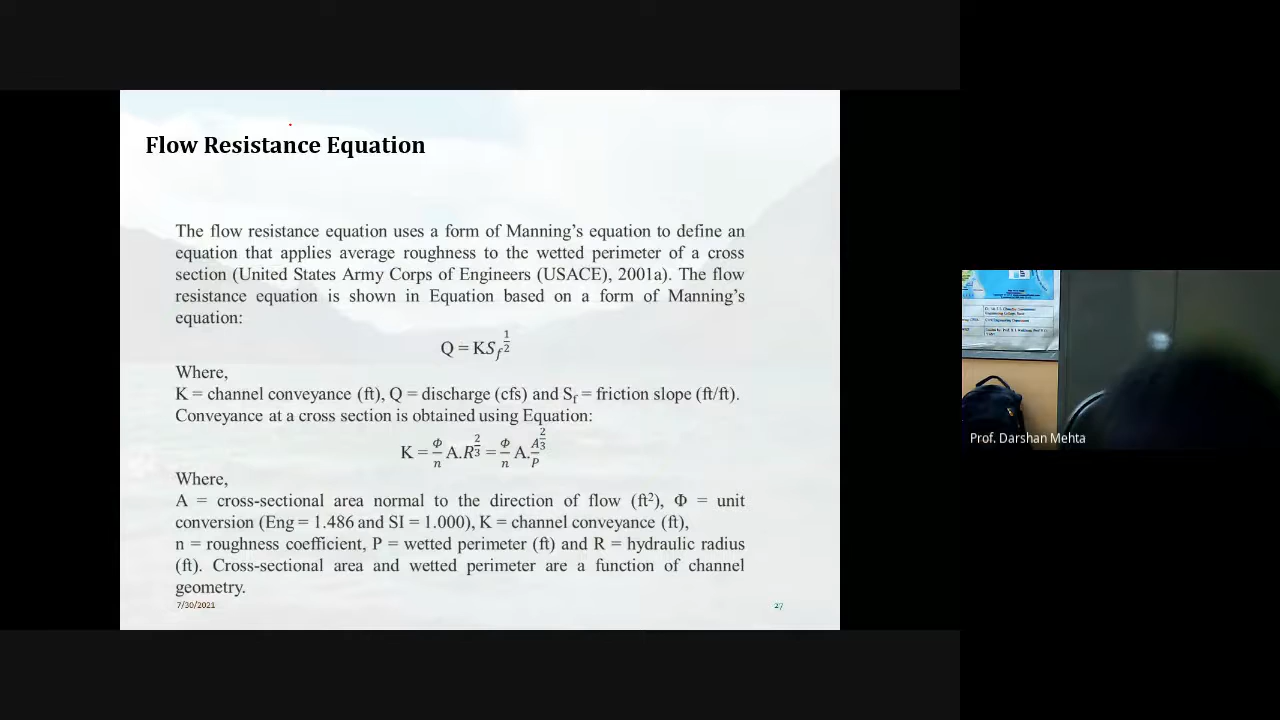 Flow Resistance Equation
The flow resistance equation uses a form of Manning's equation to define an
equation that applies average roughness to the wetted perimeter of a cross
section (United States Army Corps of Engineers (USACE), 2001a). The flow
resistance equation is shown in Equation based on a form of Manning's
equation:
Q = KS_f^{1/2}
Where,
K = channel conveyance (ft), Q = discharge (cfs) and S_f = friction slope (ft/ft).
Conveyance at a cross section is obtained using Equation:
K = Φ/n A.R^{2/3} = Φ/n A.A^{2/3}/P
Where,
A = cross-sectional area normal to the direction of flow (ft²), Φ = unit
conversion (Eng = 1.486 and SI = 1.000), K = channel conveyance (ft),
n = roughness coefficient, P = wetted perimeter (ft) and R = hydraulic radius
(ft). Cross-sectional area and wetted perimeter are a function of channel
geometry.
7/30/2021
27
Prof. Darshan Mehta